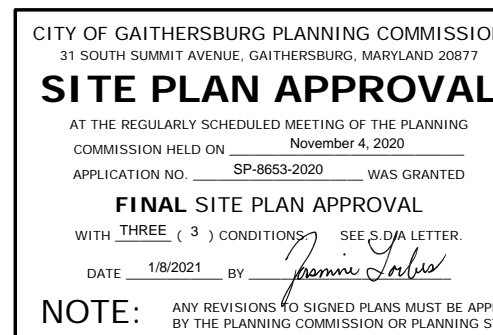 CITY OF GAITHERSBURG PLANNING COMMISSION
31 SOUTH SUMMIT AVENUE, GAITHERSBURG, MARYLAND 20877
SITE PLAN APPROVAL
AT THE REGULARLY SCHEDULED MEETING OF THE PLANNING
COMMISSION HELD ON November 4, 2020
APPLICATION NO. SP-8653-2020 WAS GRANTED
FINAL SITE PLAN APPROVAL
WITH THREE ( 3 ) CONDITIONS. SEE S.D/A LETTER.
DATE 1/8/2021 BY Jasmine Forbes
NOTE: ANY REVISIONS TO SIGNED PLANS MUST BE APP
BY THE PLANNING COMMISSION OR PLANNING ST